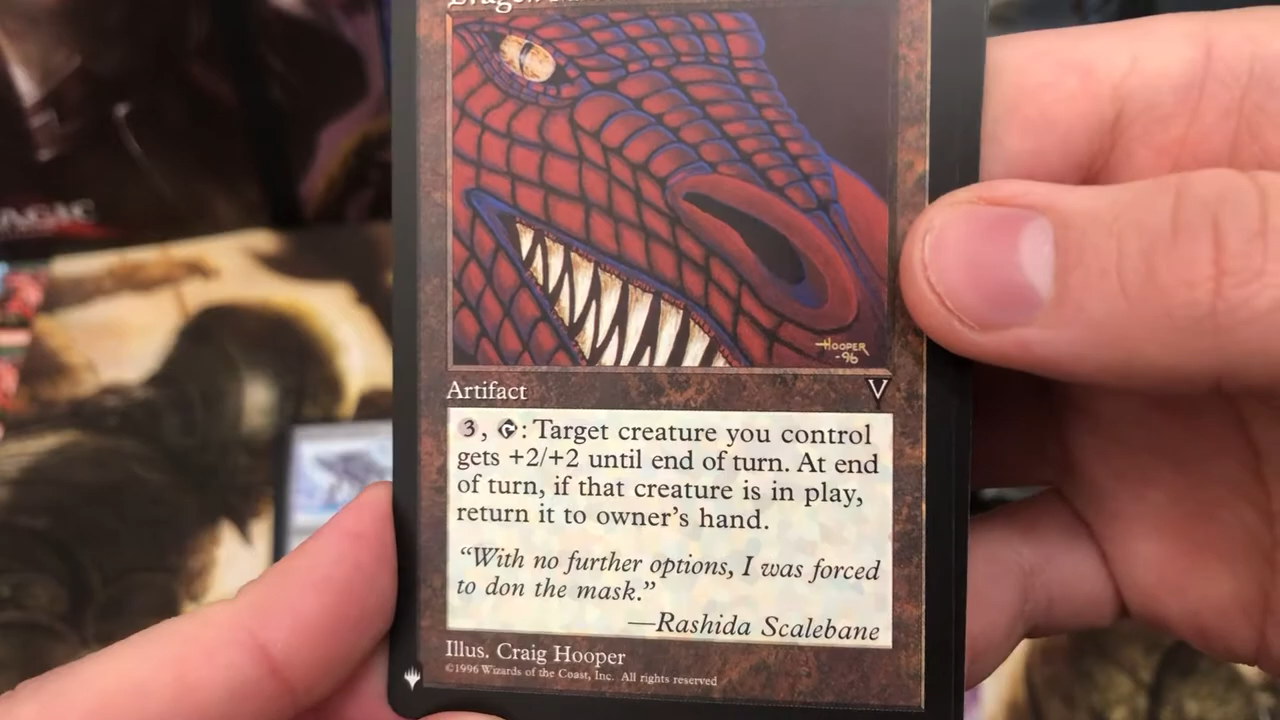 Dragon
HOOPER
-96
Artifact V
3, : Target creature you control
gets +2/+2 until end of turn. At end
of turn, if that creature is in play,
return it to owner's hand.
“With no further options, I was forced
to don the mask.”
—Rashida Scalebane
Illus. Craig Hooper
©1996 Wizards of the Coast, Inc. All rights reserved